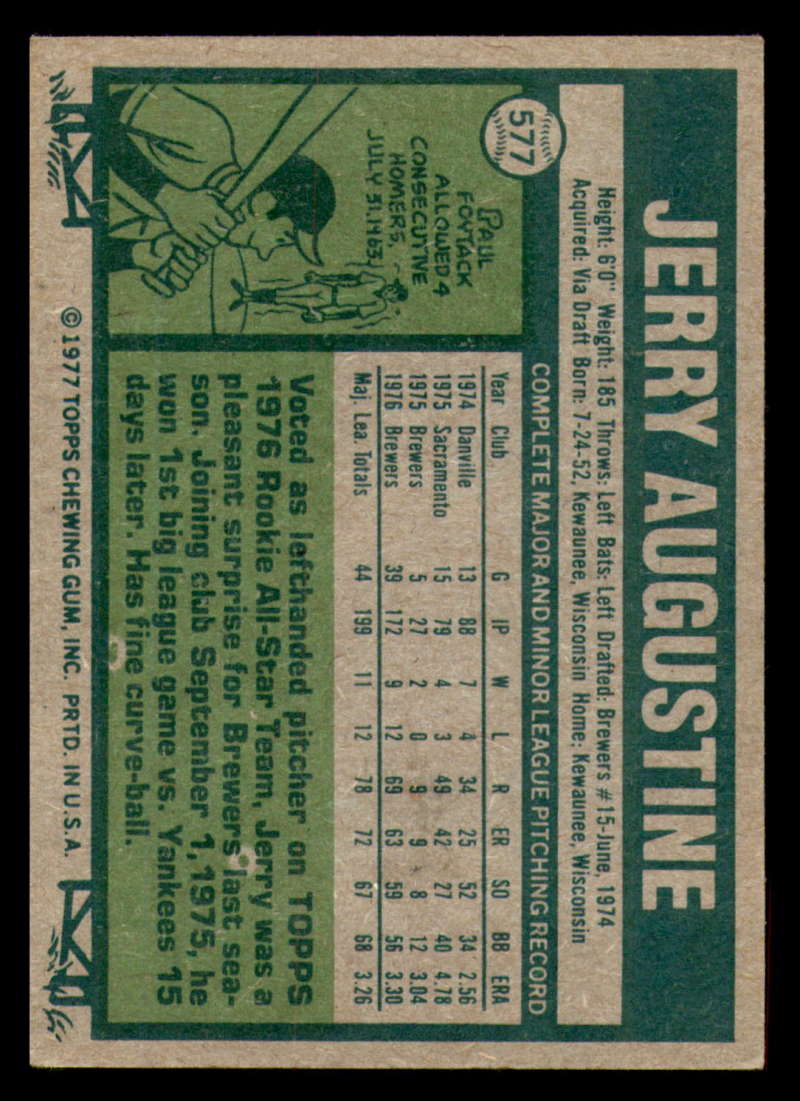 577
JERRY AUGUSTINE
Height: 6'0" Weight: 185 Throws: Left Bats: Left Drafted: Brewers #15-June, 1974
Acquired: Via Draft Born: 7-24-52, Kewaunee, Wisconsin Home: Kewaunee, Wisconsin
COMPLETE MAJOR AND MINOR LEAGUE PITCHING RECORD
Year Club G IP W L R ER SO BB ERA
1974 Danville 13 88 7 4 34 25 52 34 2.56
1975 Sacramento 15 79 4 3 49 42 27 40 4.78
1975 Brewers 5 27 2 0 9 9 8 12 3.04
1976 Brewers 39 172 9 12 69 63 59 56 3.30
Maj. Lea. Totals 44 199 11 12 78 72 67 68 3.26
PAUL
FOYTACK
ALLOWED 4
CONSECUTIVE
HOMERS,
JULY 31, 1963.
Voted as lefthanded pitcher on TOPPS
1976 Rookie All-Star Team, Jerry was a
pleasant surprise for Brewers last sea-
son. Joining club September 1, 1975, he
won 1st big league game vs. Yankees 15
days later. Has fine curve-ball.
© 1977 TOPPS CHEWING GUM, INC. PRTD. IN U.S.A.